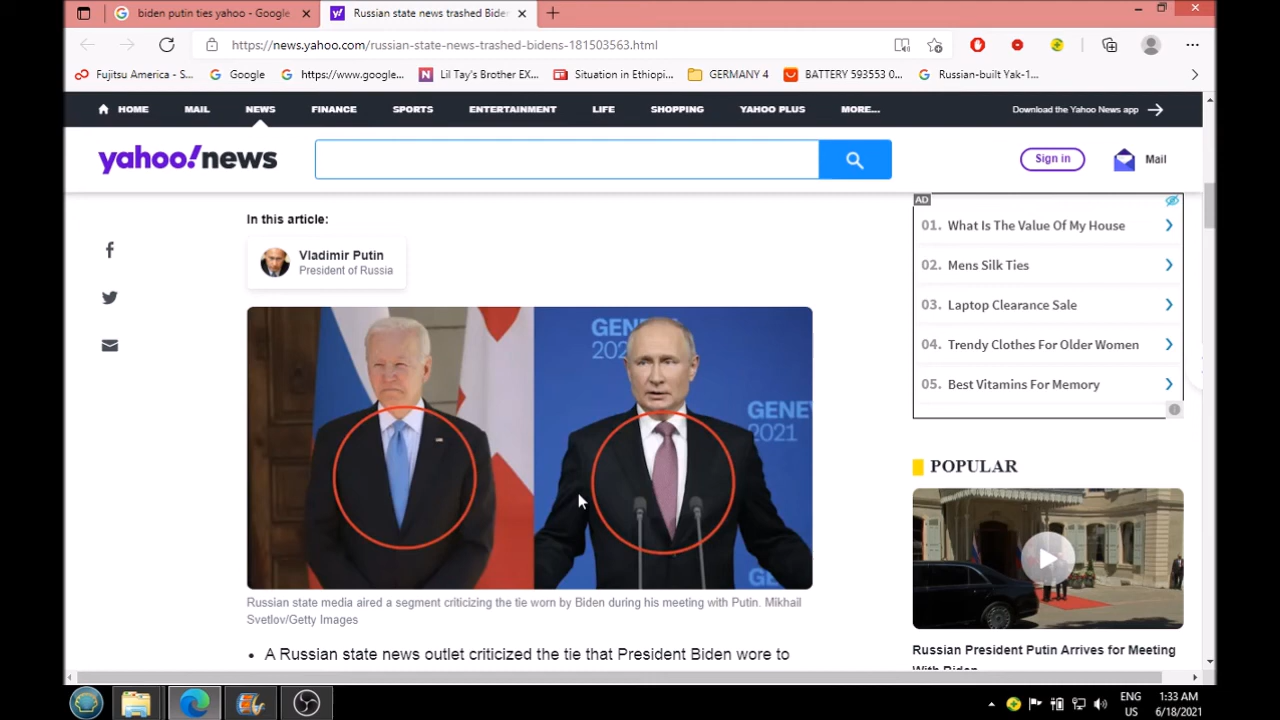 biden putin ties yahoo - Google
Russian state news trashed Biden
https://news.yahoo.com/russian-state-news-trashed-bidens-181503563.html
Fujitsu America - S...
Google
https://www.google...
Lil Tay's Brother EX...
Situation in Ethiopi...
GERMANY 4
BATTERY 593553 0...
Russian-built Yak-1...
HOME
MAIL
NEWS
FINANCE
SPORTS
ENTERTAINMENT
LIFE
SHOPPING
YAHOO PLUS
MORE...
Download the Yahoo News app
yahoo!news
Sign in
Mail
In this article:
Vladimir Putin
President of Russia
GENEV
202
GENEV
2021
GE
Russian state media aired a segment criticizing the tie worn by Biden during his meeting with Putin. Mikhail
Svetlov/Getty Images
• A Russian state news outlet criticized the tie that President Biden wore to
AD
01. What Is The Value Of My House
02. Mens Silk Ties
03. Laptop Clearance Sale
04. Trendy Clothes For Older Women
05. Best Vitamins For Memory
POPULAR
Russian President Putin Arrives for Meeting
With Biden
ENG
US
1:33 AM
6/18/2021